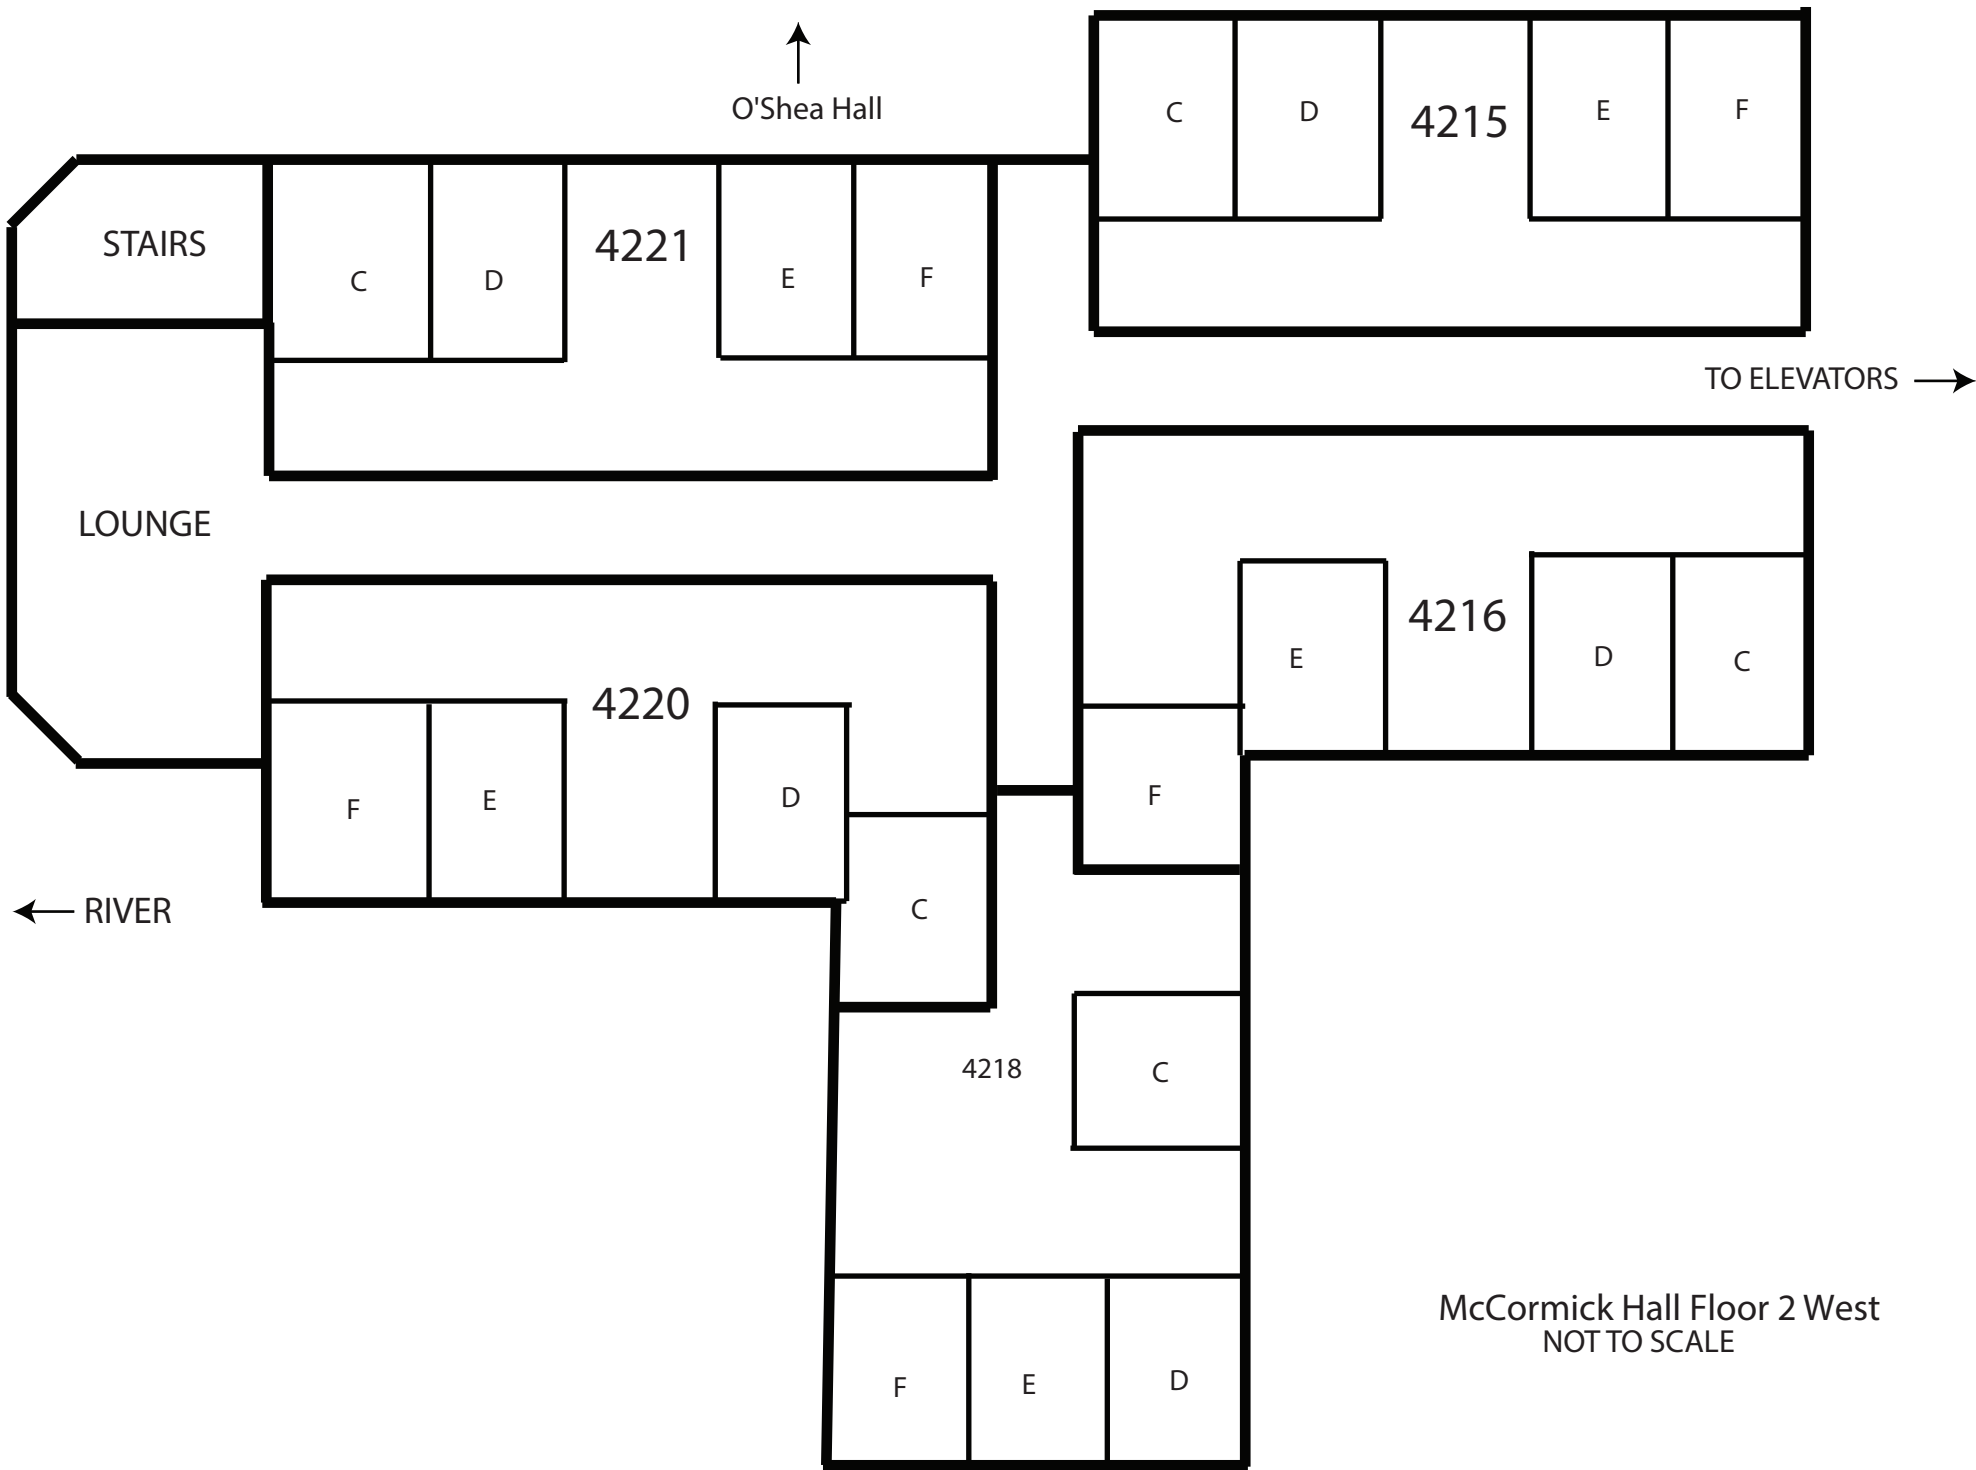 O'Shea Hall
C
D
4215
E
F
STAIRS
C
D
4221
E
F
TO ELEVATORS
LOUNGE
E
4216
D
C
F
E
4220
D
C
F
RIVER
4218
C
F
E
D
McCormick Hall Floor 2 West
NOT TO SCALE